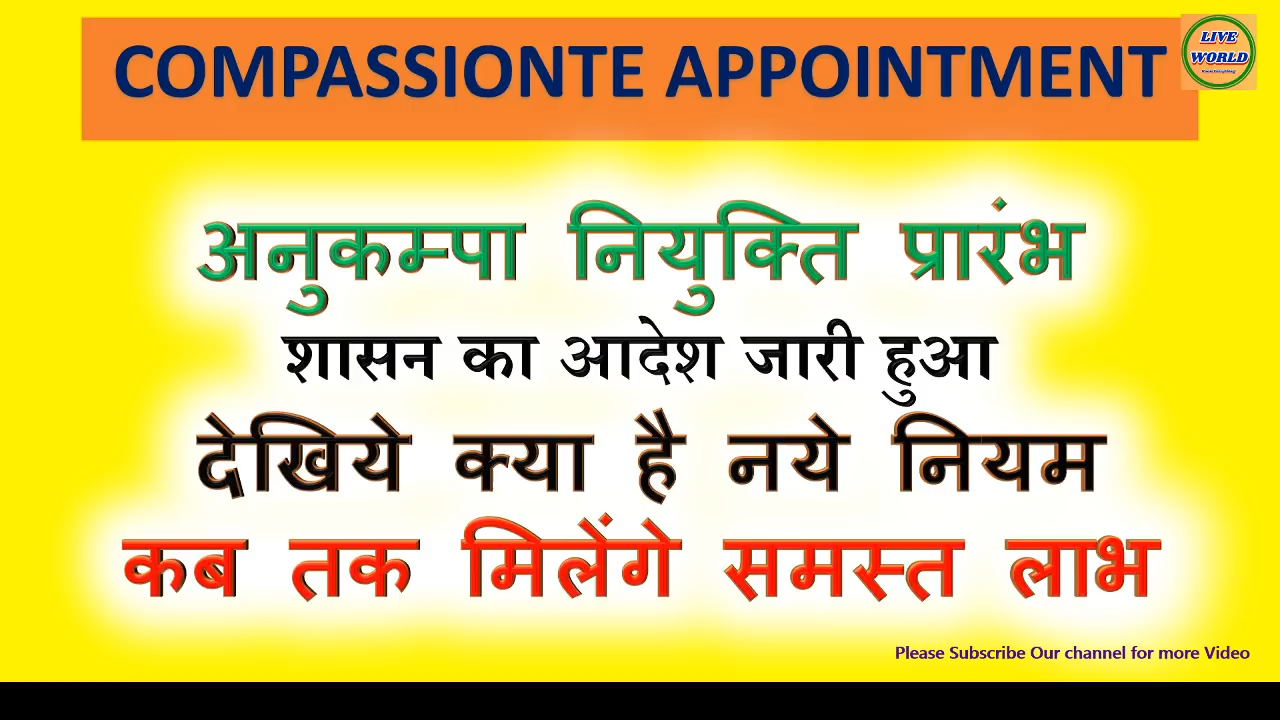 COMPASSIONTE APPOINTMENT
LIVE
WORLD
अनुकम्पा नियुक्ति प्रारंभ
शासन का आदेश जारी हुआ
देखिये क्या है नये नियम
कब तक मिलेंगे समस्त लाभ
Please Subscribe Our channel for more Video